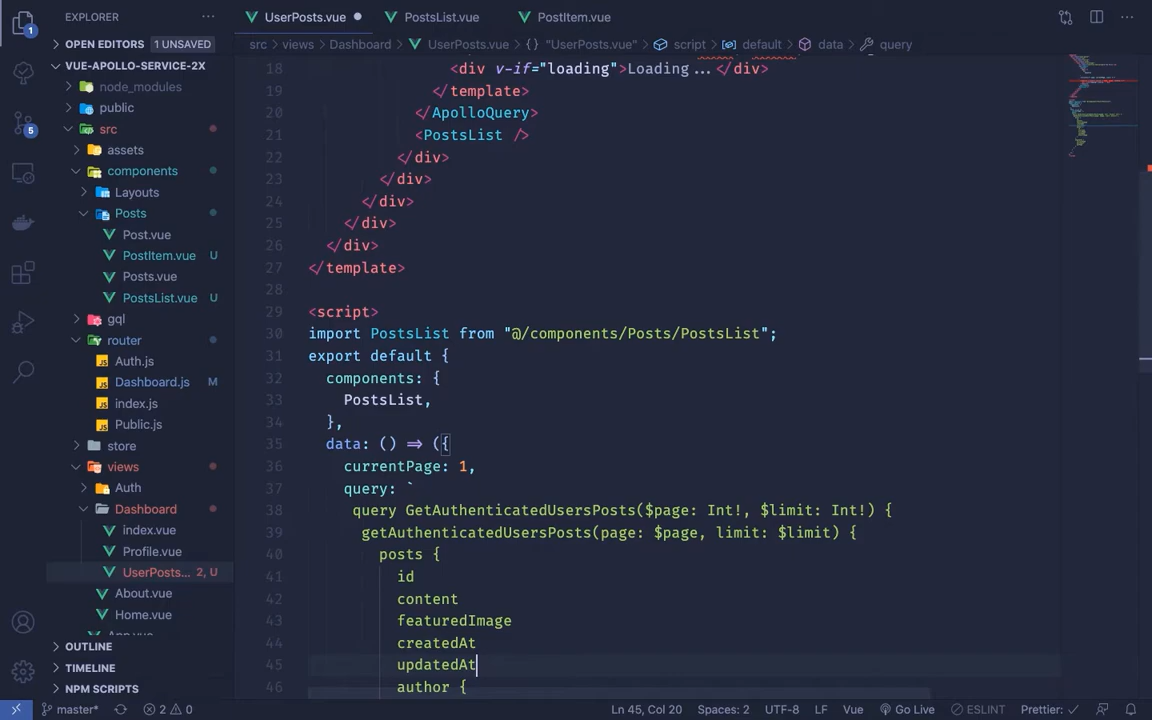 EXPLORER
UserPosts.vue
PostsList.vue
PostItem.vue
OPEN EDITORS 1 UNSAVED
src > views > Dashboard > UserPosts.vue > {} "UserPosts.vue" > script > default > data > query
VUE-APOLLO-SERVICE-2X
node_modules
public
src
assets
components
Layouts
Posts
Post.vue
PostItem.vue U
Posts.vue
PostsList.vue U
gql
router
Auth.js
Dashboard.js M
index.js
Public.js
store
views
Auth
Dashboard
index.vue
Profile.vue
UserPosts... 2, U
About.vue
Home.vue
App.vue
OUTLINE
TIMELINE
NPM SCRIPTS
1
5
18 <div v-if="loading">Loading...</div>
19 </template>
20 </ApolloQuery>
21 <PostsList />
22 </div>
23 </div>
24 </div>
25 </div>
26 </div>
27 </template>
28
29 <script>
30 import PostsList from "@/components/Posts/PostsList";
31 export default {
32 components: {
33 PostsList,
34 },
35 data: () => ({
36 currentPage: 1,
37 query: `
38 query GetAuthenticatedUsersPosts($page: Int!, $limit: Int!) {
39 getAuthenticatedUsersPosts(page: $page, limit: $limit) {
40 posts {
41 id
42 content
43 featuredImage
44 createdAt
45 updatedAt
46 author {
master* 2 0 Ln 45, Col 20 Spaces: 2 UTF-8 LF Vue Go Live ESLINT Prettier: ✓